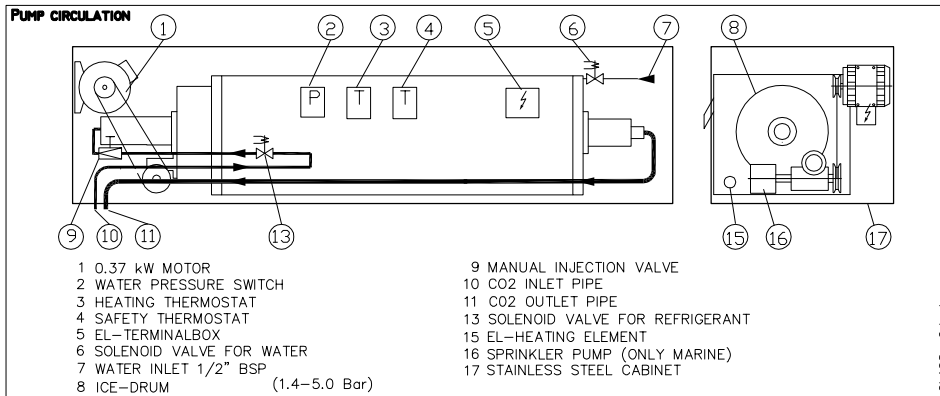 PUMP CIRCULATION
1 2 3 4 5 6 7 8
P T T
9 10 11 13 15 16 17
1 0.37 kW MOTOR
2 WATER PRESSURE SWITCH
3 HEATING THERMOSTAT
4 SAFETY THERMOSTAT
5 EL-TERMINALBOX
6 SOLENOID VALVE FOR WATER
7 WATER INLET 1/2" BSP
8 ICE-DRUM (1.4-5.0 Bar)
9 MANUAL INJECTION VALVE
10 CO2 INLET PIPE
11 CO2 OUTLET PIPE
13 SOLENOID VALVE FOR REFRIGERANT
15 EL-HEATING ELEMENT
16 SPRINKLER PUMP (ONLY MARINE)
17 STAINLESS STEEL CABINET